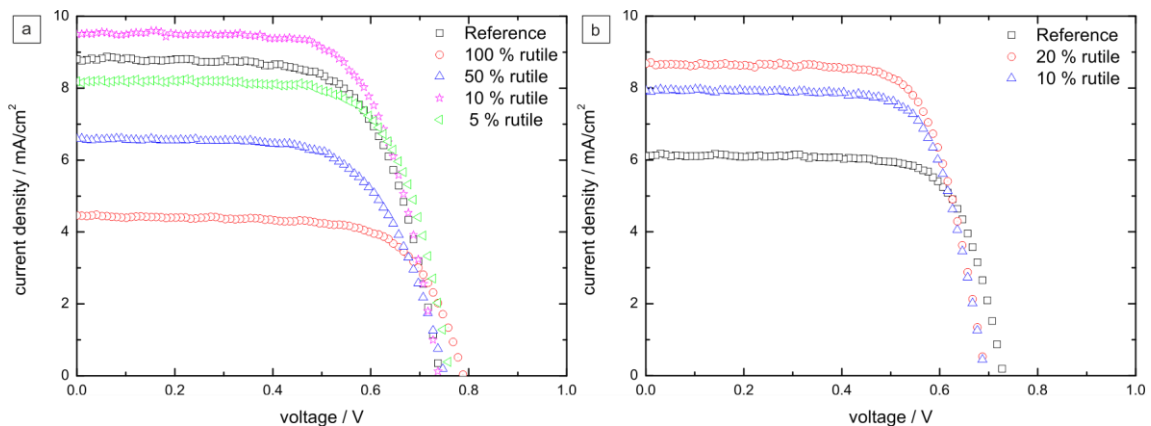 a
Reference
100 % rutile
50 % rutile
10 % rutile
5 % rutile
10
8
6
4
2
0
0.0
0.2
0.4
0.6
0.8
1.0
voltage / V
current density / mA/cm²
b
Reference
20 % rutile
10 % rutile
10
8
6
4
2
0
0.0
0.2
0.4
0.6
0.8
1.0
voltage / V
current density / mA/cm²